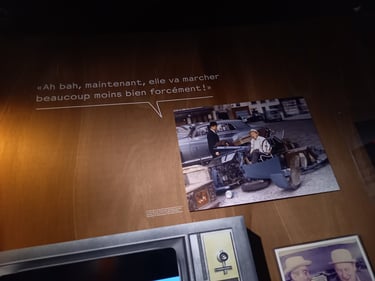 «Ah bah, maintenant, elle va marcher
beaucoup moins bien forcément!»